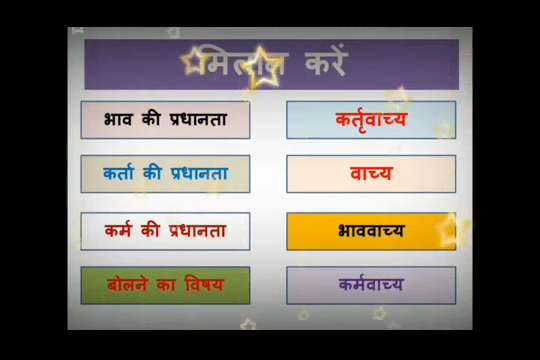 मिलान करें
भाव की प्रधानता
कर्तृवाच्य
कर्ता की प्रधानता
वाच्य
कर्म की प्रधानता
भाववाच्य
बोलने का विषय
कर्मवाच्य